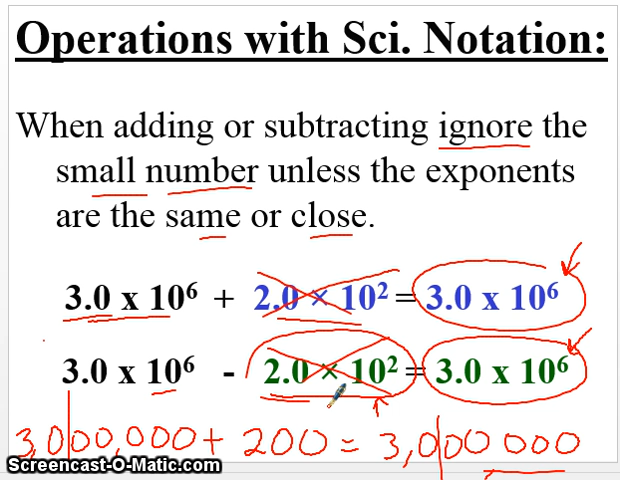 Operations with Sci. Notation:
When adding or subtracting ignore the
small number unless the exponents
are the same or close.
3.0 x 10⁶ + 2.0 x 10² = 3.0 x 10⁶
3.0 x 10⁶ - 2.0 x 10² = 3.0 x 10⁶
3,000,000 + 200 = 3,000 000
Screencast-O-Matic.com